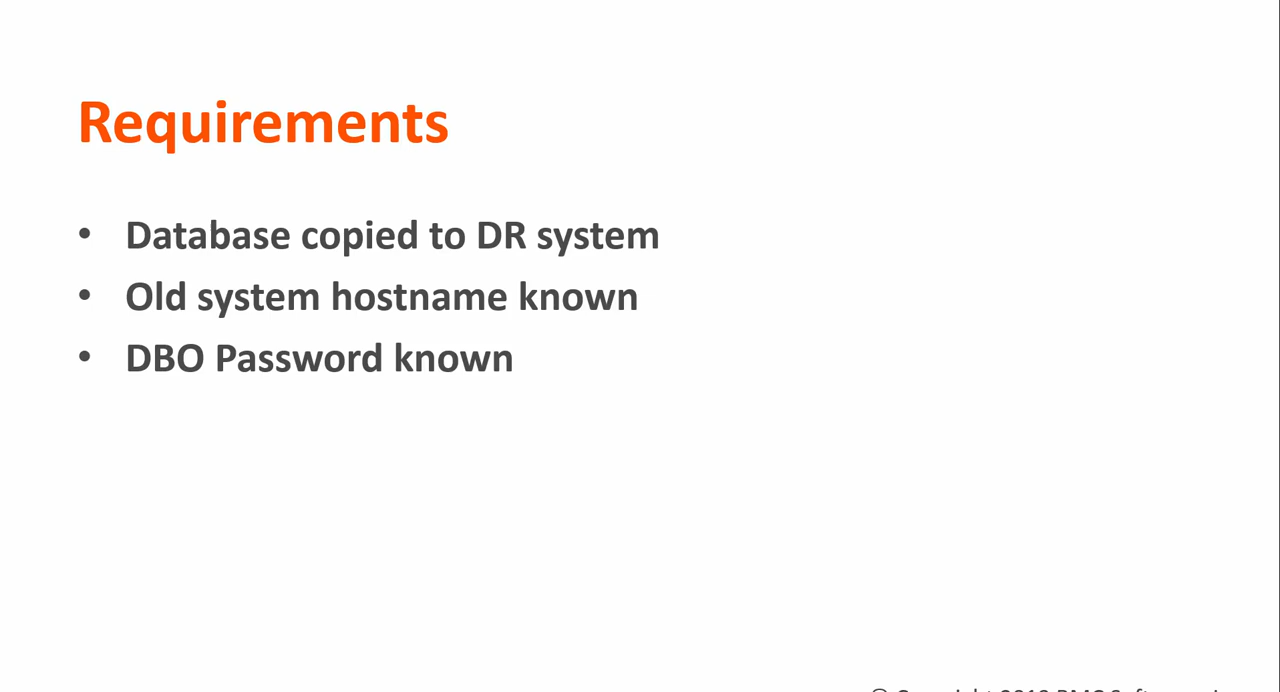 Requirements
• Database copied to DR system
• Old system hostname known
• DBO Password known